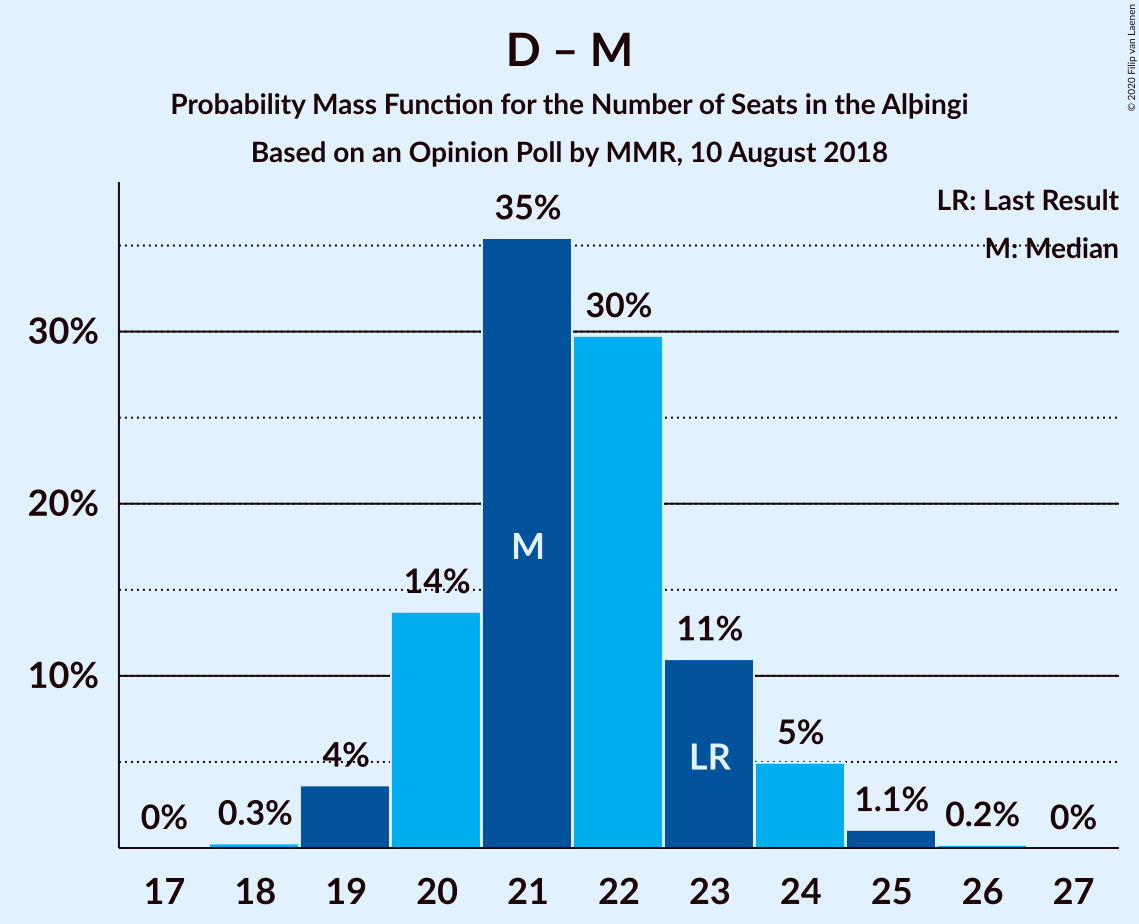 D – M
Probability Mass Function for the Number of Seats in the Alþingi
Based on an Opinion Poll by MMR, 10 August 2018
© 2020 Filip van Laenen
LR: Last Result
M: Median
35%
30%
30%
20%
14%
M
11%
10%
5%
LR
4%
1.1%
0%
0.3%
0.2%
0%
17 18 19 20 21 22 23 24 25 26 27